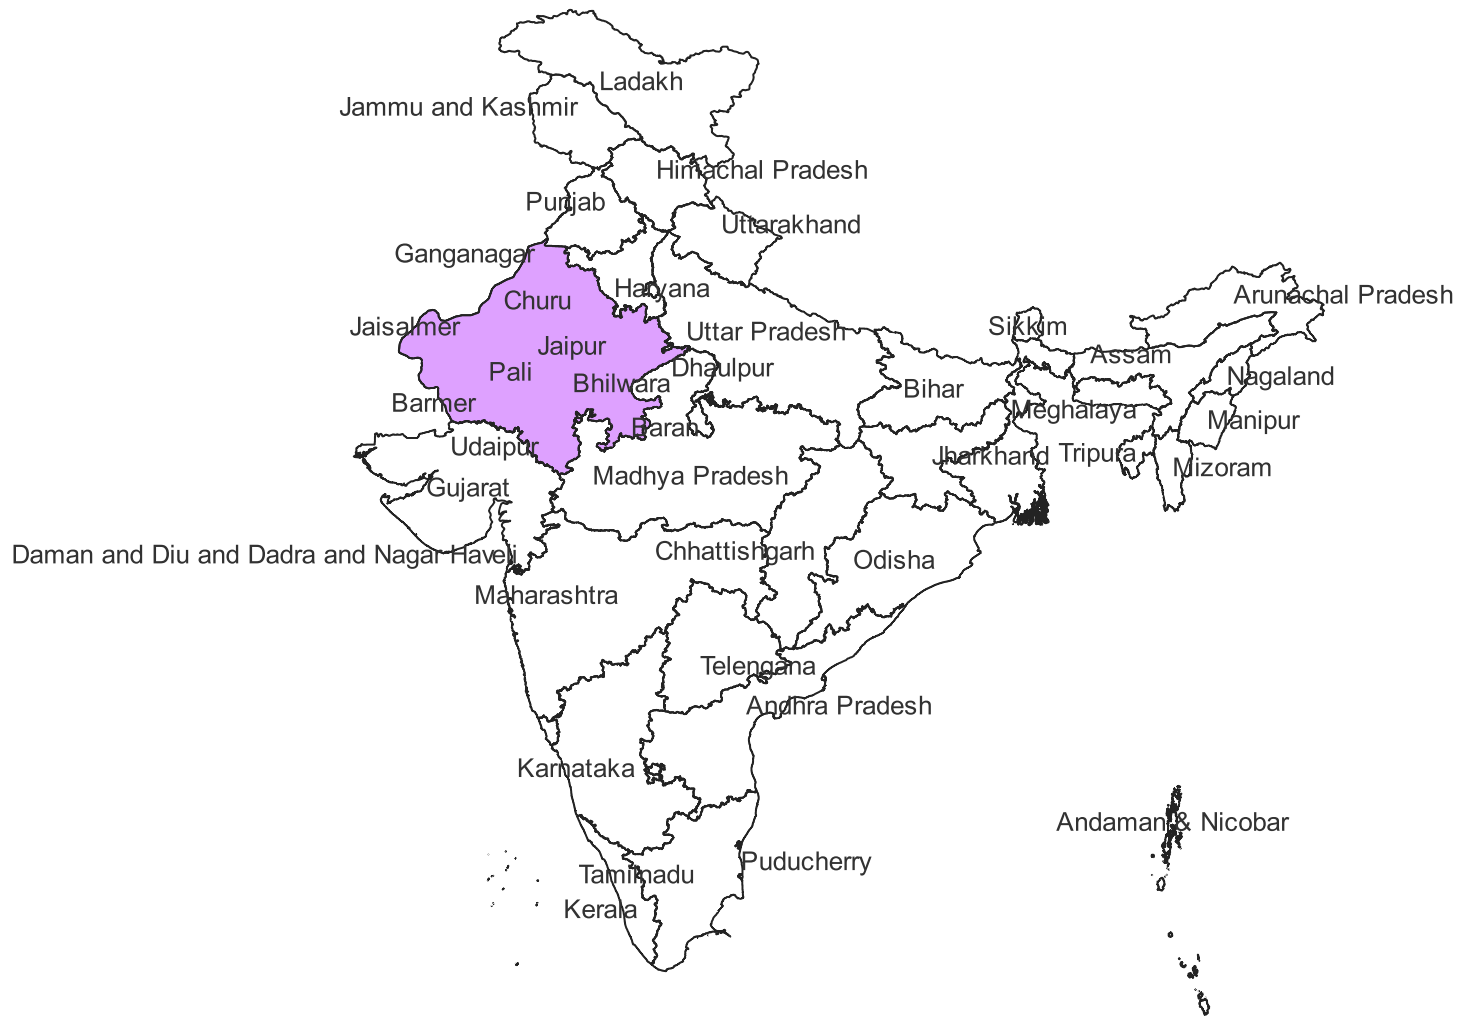 Ladakh
Jammu and Kashmir
Himachal Pradesh
Punjab
Uttarakhand
Ganganagar
Haryana
Arunachal Pradesh
Churu
Jaisalmer
Sikkim
Uttar Pradesh
Jaipur
Assam
Dhaulpur
Pali
Nagaland
Bhilwara
Bihar
Barmer
Meghalaya
Manipur
Baran
Udaipur
Tripura
Jharkhand
Mizoram
Madhya Pradesh
Gujarat
Daman and Diu and Dadra and Nagar Haveli
Chhattishgarh
Odisha
Maharashtra
Telengana
Andhra Pradesh
Karnataka
Andaman & Nicobar
Puducherry
Tamilnadu
Kerala